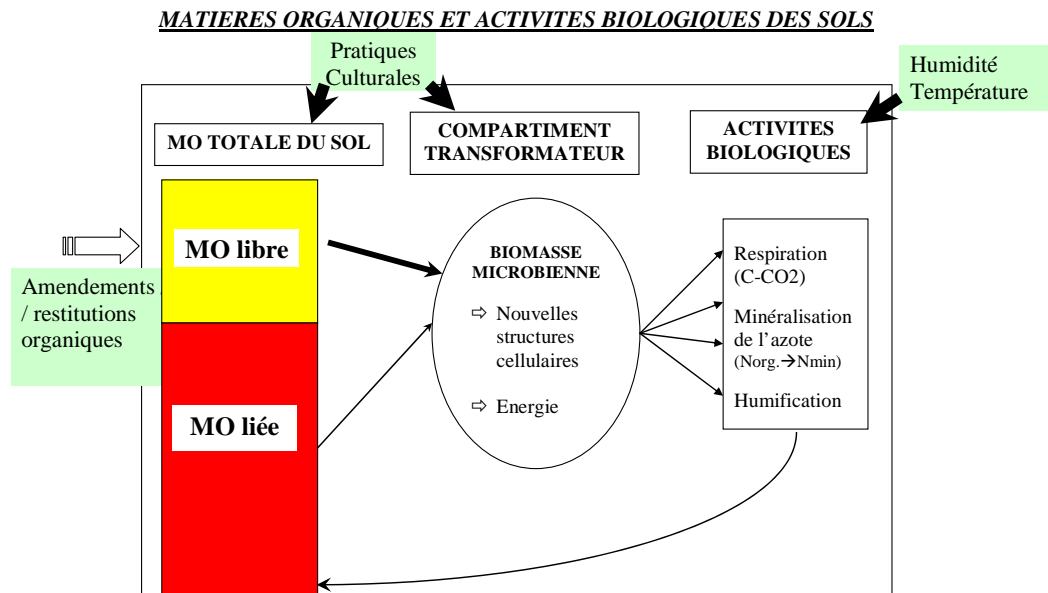 MATIERES ORGANIQUES ET ACTIVITES BIOLOGIQUES DES SOLS
Pratiques
Culturales
Humidité
Température
MO TOTALE DU SOL
COMPARTIMENT
TRANSFORMATEUR
ACTIVITES
BIOLOGIQUES
MO libre
Amendements
/ restitutions
organiques
MO liée
BIOMASSE
MICROBIENNE
⇨ Nouvelles
structures
cellulaires
⇨ Energie
Respiration
(C-CO2)
Minéralisation
de l’azote
(Norg.→Nmin)
Humification